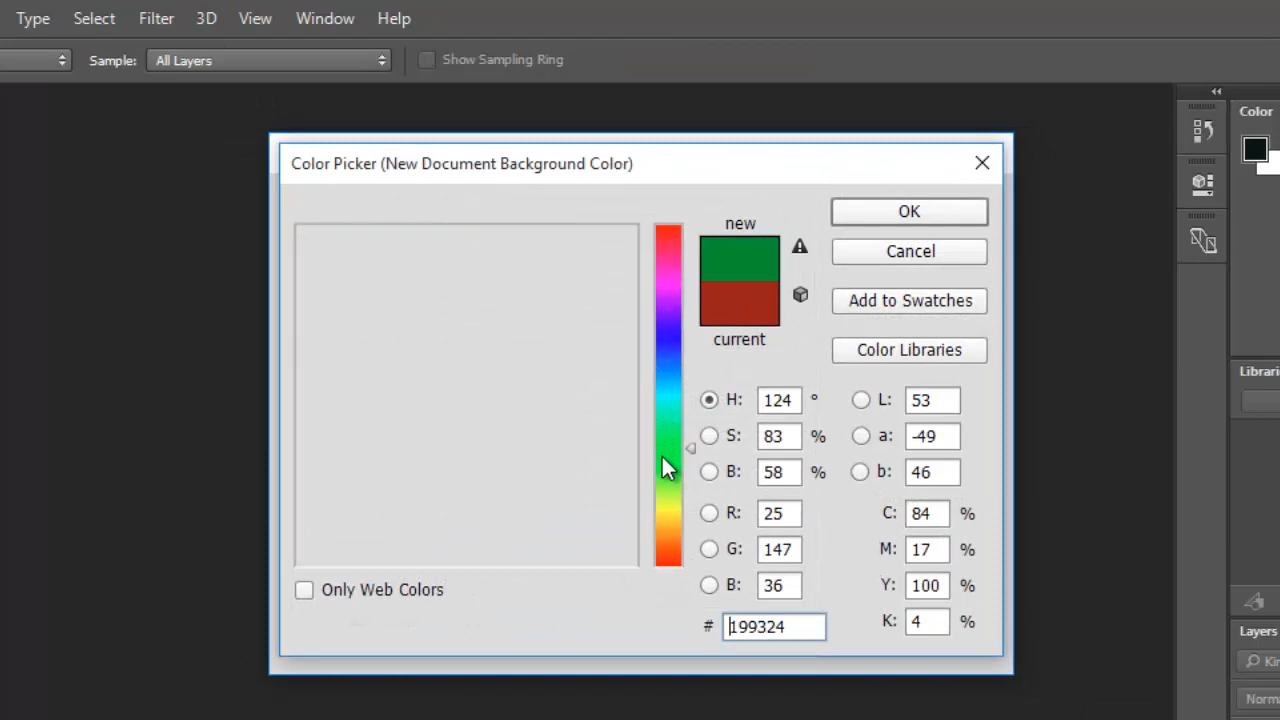 Type Select Filter 3D View Window Help
Sample: All Layers Show Sampling Ring
Color
Color Picker (New Document Background Color)
new
OK
Cancel
Add to Swatches
current
Color Libraries
H: 124 °
L: 53
S: 83 %
a: -49
B: 58 %
b: 46
R: 25
C: 84 %
G: 147
M: 17 %
B: 36
Y: 100 %
Only Web Colors
# 199324
K: 4 %
Layers